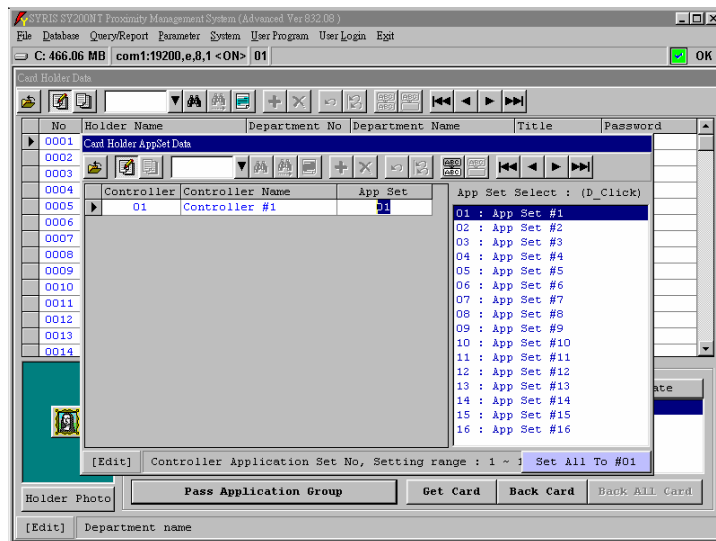 SYRIS SY200NT Proximity Management System (Advanced Ver 832.08 )
File Database Query/Report Parameter System User Program User Login Exit
C: 466.06 MB com1:19200,e,8,1 <ON> 01 OK
Card Holder Data
No Holder Name Department No Department Name Title Password
0001
0002
0003
0004
0005
0006
0007
0008
0009
0010
0011
0012
0013
0014
Card Holder AppSet Data
Controller Controller Name App Set
01 Controller #1 01
App Set Select : (D_Click)
01 : App Set #1
02 : App Set #2
03 : App Set #3
04 : App Set #4
05 : App Set #5
06 : App Set #6
07 : App Set #7
08 : App Set #8
09 : App Set #9
10 : App Set #10
11 : App Set #11
12 : App Set #12
13 : App Set #13
14 : App Set #14
15 : App Set #15
16 : App Set #16
[Edit] Controller Application Set No, Setting range : 1 ~ Set All To #01
ate
Holder Photo Pass Application Group Get Card Back Card Back ALL Card
[Edit] Department name